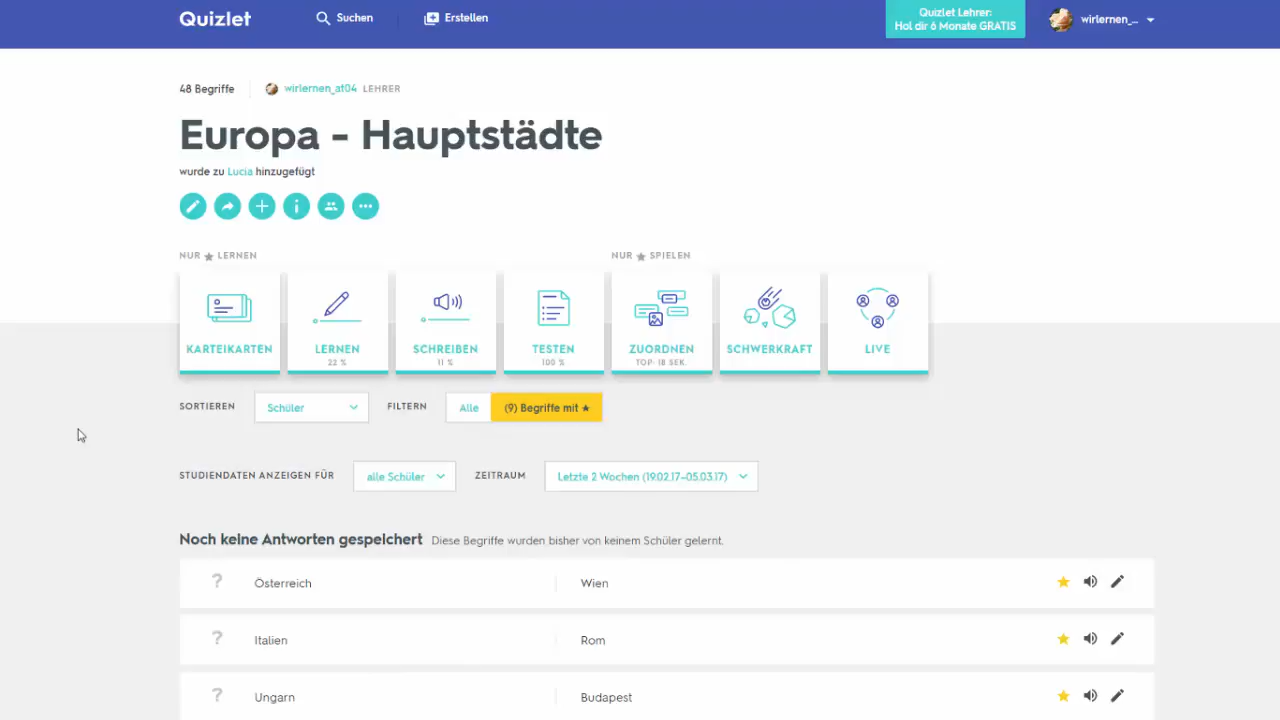 Quizlet
Suchen
Erstellen
Quizlet Lehrer:
Hol dir 6 Monate GRATIS
wirlernen_...
48 Begriffe
wirlernen_at04 LEHRER
Europa - Hauptstädte
wurde zu Lucia hinzugefügt
NUR ★ LERNEN
NUR ★ SPIELEN
KARTEIKARTEN
LERNEN
22 %
SCHREIBEN
11 %
TESTEN
100 %
ZUORDNEN
TOP: 18 SEK.
SCHWERKRAFT
LIVE
SORTIEREN
Schüler
FILTERN
Alle
(9) Begriffe mit ★
STUDIENDATEN ANZEIGEN FÜR
alle Schüler
ZEITRAUM
Letzte 2 Wochen (19.02.17–05.03.17)
Noch keine Antworten gespeichert Diese Begriffe wurden bisher von keinem Schüler gelernt.
? Österreich Wien
? Italien Rom
? Ungarn Budapest